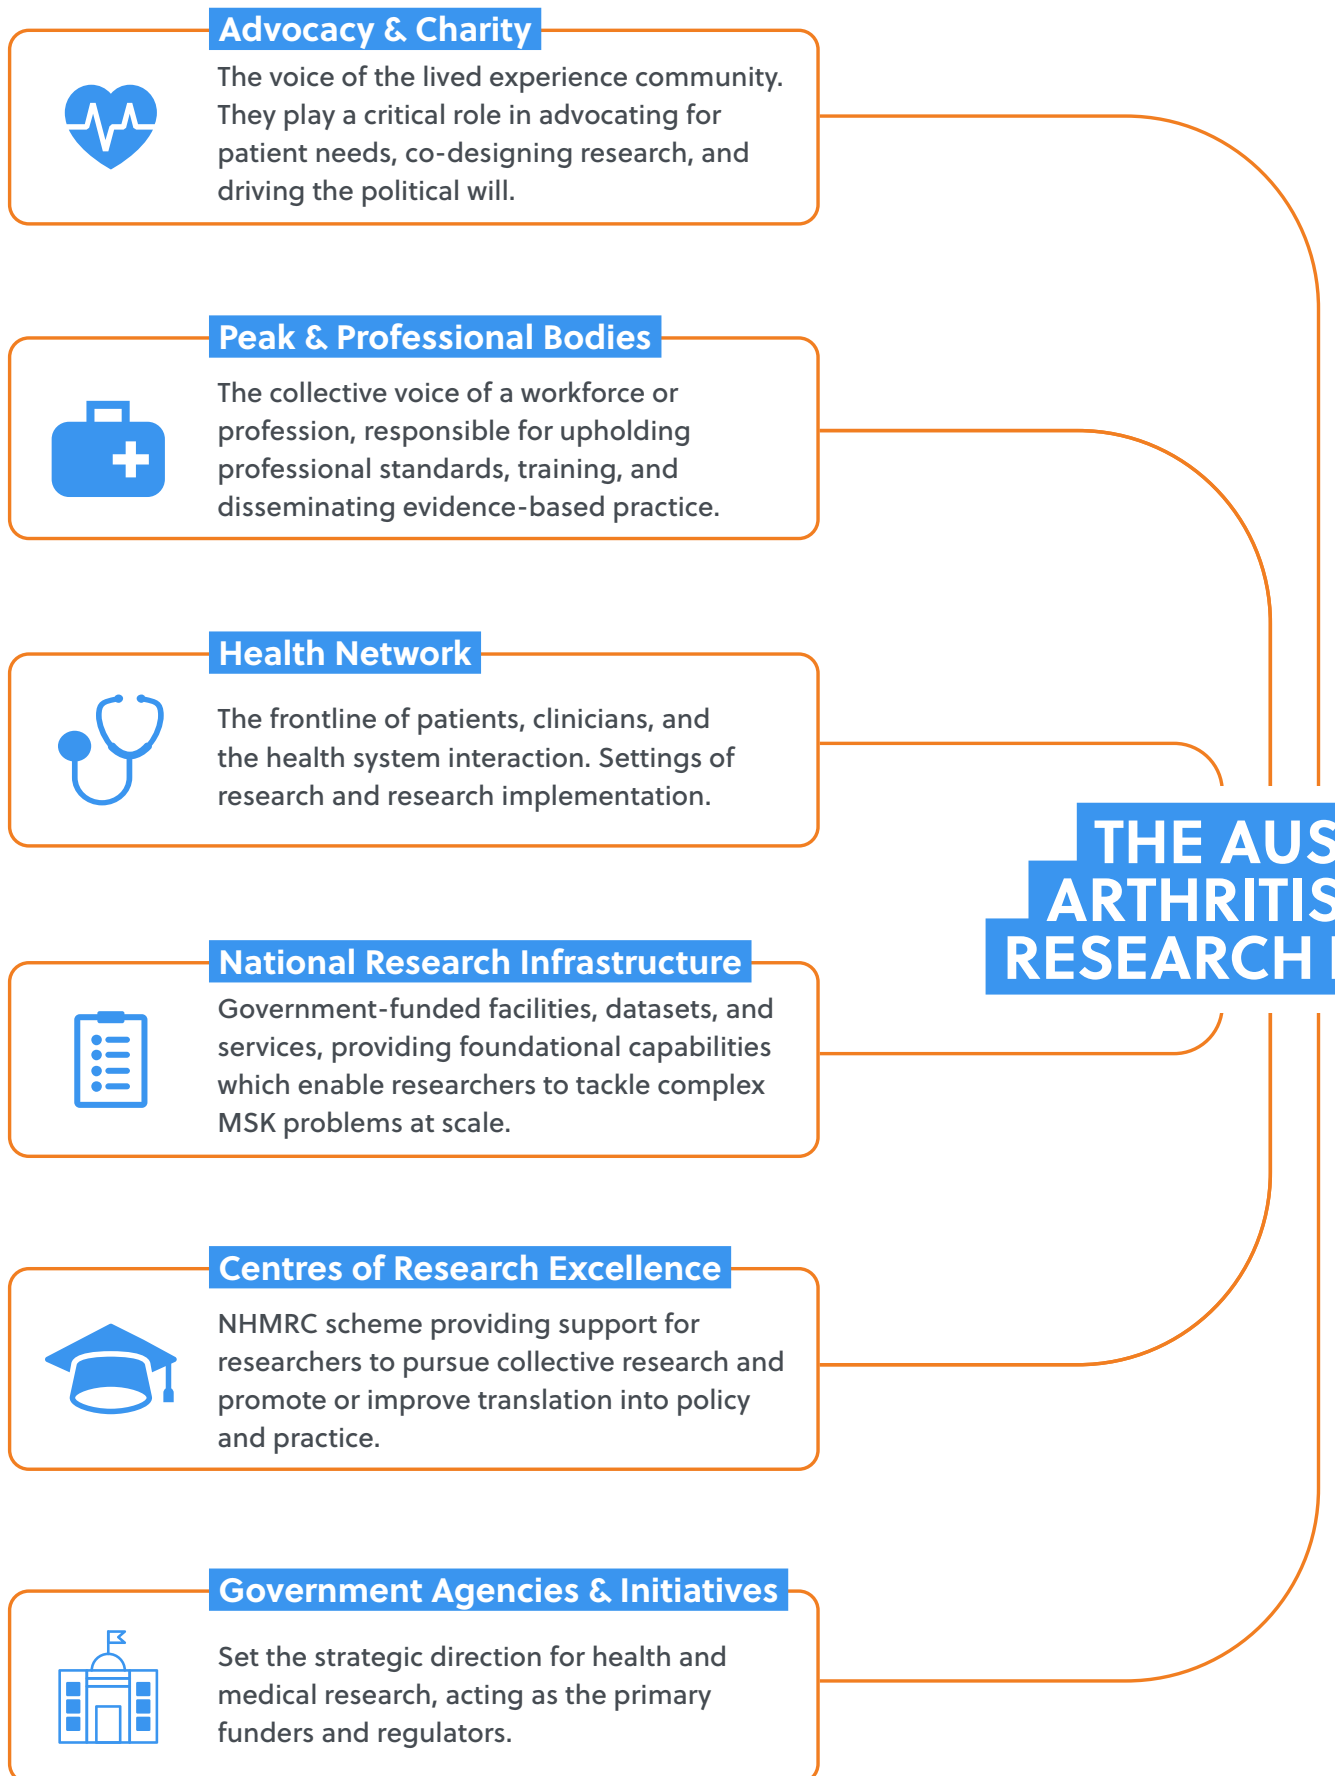 Advocacy & Charity
The voice of the lived experience community.
They play a critical role in advocating for
patient needs, co-designing research, and
driving the political will.
Peak & Professional Bodies
The collective voice of a workforce or
profession, responsible for upholding
professional standards, training, and
disseminating evidence-based practice.
Health Network
The frontline of patients, clinicians, and
the health system interaction. Settings of
research and research implementation.
THE AUS
ARTHRITIS
RESEARCH
National Research Infrastructure
Government-funded facilities, datasets, and
services, providing foundational capabilities
which enable researchers to tackle complex
MSK problems at scale.
Centres of Research Excellence
NHMRC scheme providing support for
researchers to pursue collective research and
promote or improve translation into policy
and practice.
Government Agencies & Initiatives
Set the strategic direction for health and
medical research, acting as the primary
funders and regulators.